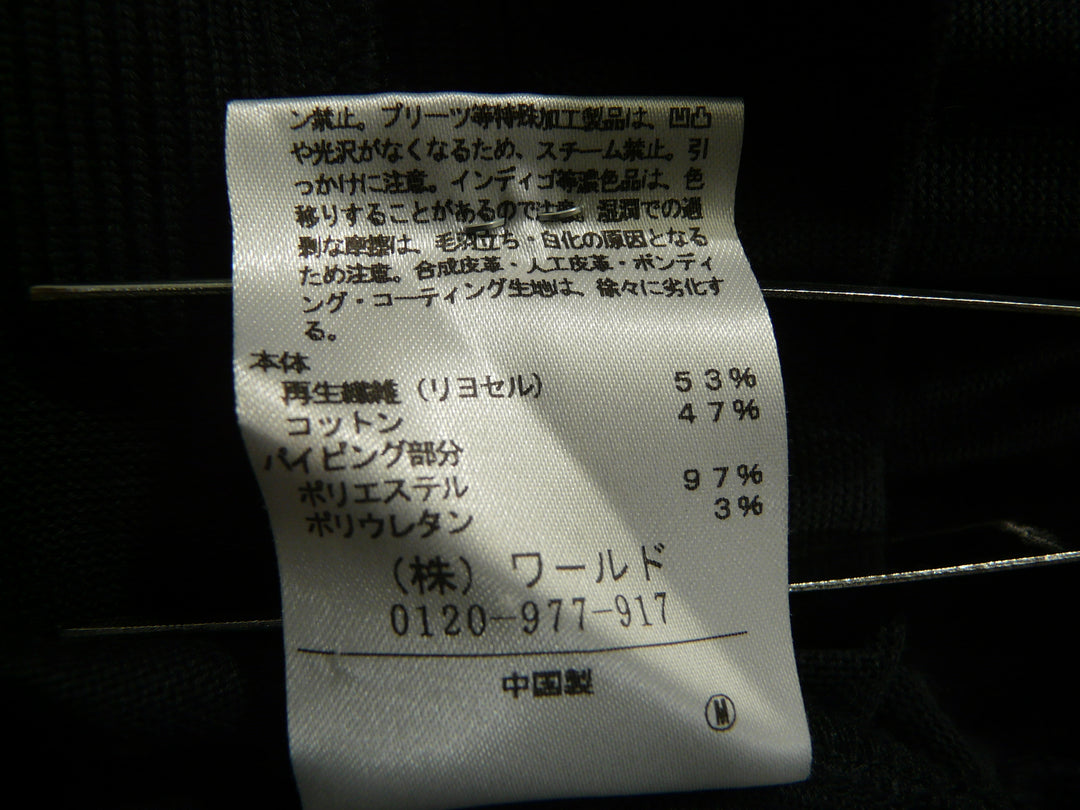 ン禁止。プリーツ等特殊加工製品は、凹凸
や光沢がなくなるため、スチーム禁止。引
っかけに注意。インディゴ等濃色品は、色
移りすることがあるので注意。湿潤での過
剰な摩擦は、毛羽立ち・白化の原因となる
ため注意。合成皮革・人工皮革・ボンディ
ング・コーティング生地は、徐々に劣化す
る。
本体
再生繊維（リヨセル） 53%
コットン 47%
パイピング部分
ポリエステル 97%
ポリウレタン 3%
（株）ワールド
0120-977-917
中国製
M